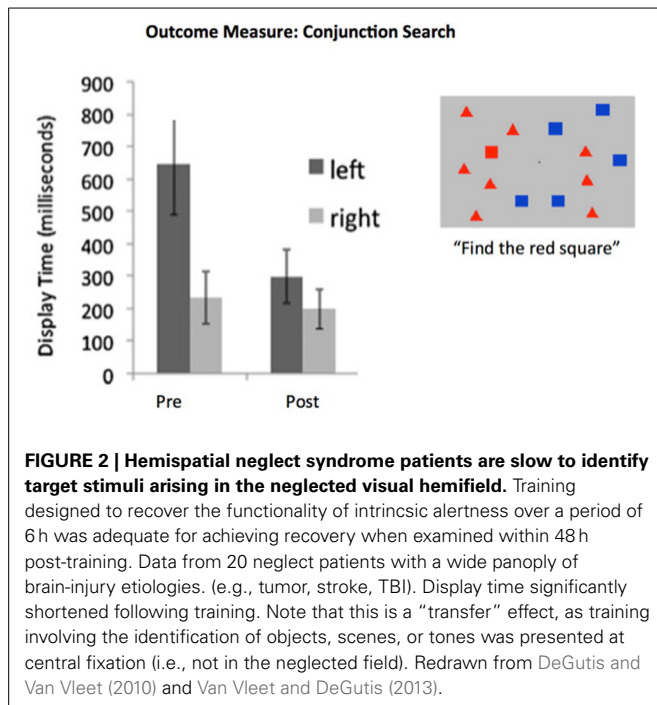 Outcome Measure: Conjunction Search
Display Time (milliseconds)
900
800
700
600
500
400
300
200
100
0
Pre
Post
left
right
"Find the red square"
FIGURE 2 | Hemispatial neglect syndrome patients are slow to identify
target stimuli arising in the neglected visual hemifield. Training
designed to recover the functionality of intrincsic alertness over a period of
6 h was adequate for achieving recovery when examined within 48 h
post-training. Data from 20 neglect patients with a wide panoply of
brain-injury etiologies. (e.g., tumor, stroke, TBI). Display time significantly
shortened following training. Note that this is a “transfer” effect, as training
involving the identification of objects, scenes, or tones was presented at
central fixation (i.e., not in the neglected field). Redrawn from DeGutis and
Van Vleet (2010) and Van Vleet and DeGutis (2013).